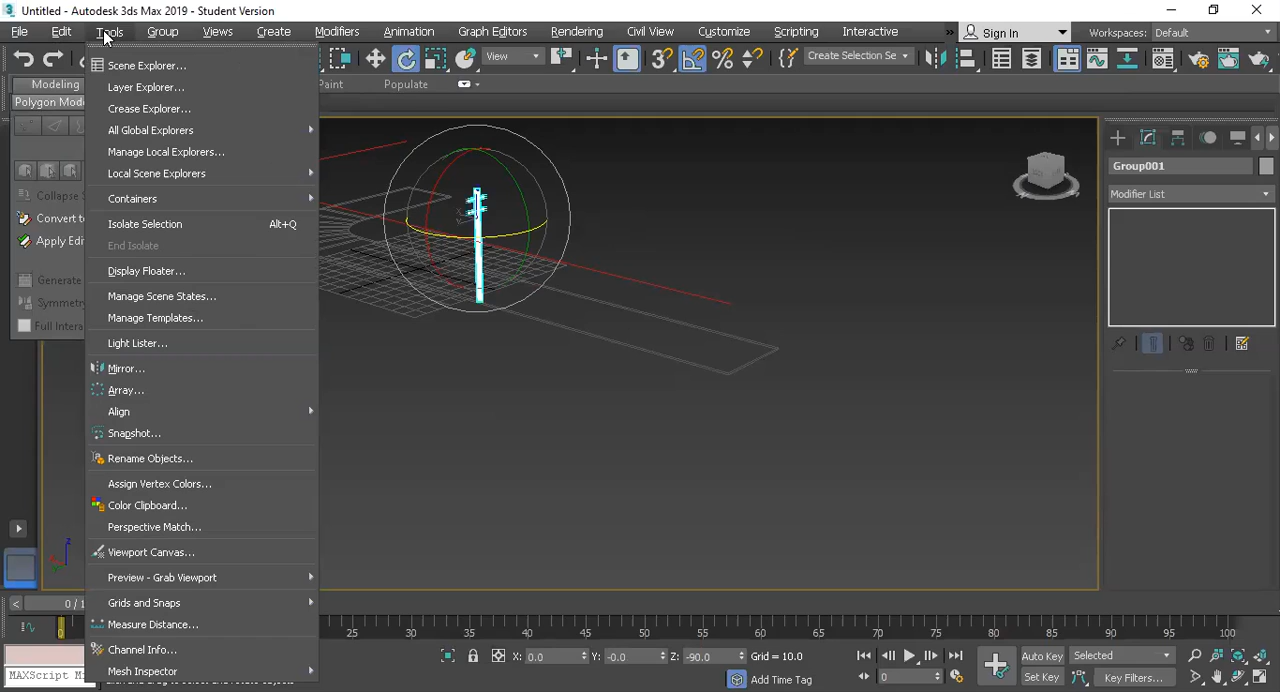 Untitled - Autodesk 3ds Max 2019 - Student Version
File Edit Tools Group Views Create Modifiers Animation Graph Editors Rendering Civil View Customize Scripting Interactive » Sign In Workspaces: Default
View Create Selection Se
Modeling Paint Populate
Polygon Mode
Scene Explorer...
Layer Explorer...
Crease Explorer...
All Global Explorers
Manage Local Explorers...
Local Scene Explorers
Containers
Isolate Selection Alt+Q
End Isolate
Display Floater...
Manage Scene States...
Manage Templates...
Light Lister...
Mirror...
Array...
Align
Snapshot...
Rename Objects...
Assign Vertex Colors...
Color Clipboard...
Perspective Match...
Viewport Canvas...
Preview - Grab Viewport
Grids and Snaps
Measure Distance...
Channel Info...
Mesh Inspector
Collapse S
Convert to
Apply Edi
Generate
Symmetry
Full Intera
Group001
Modifier List
0/1
25 30 35 40 45 50 55 60 65 70 75 80 85 90 95 100
X: 0.0 Y: -0.0 Z: -90.0 Grid = 10.0
Auto Key Selected
MAXScript Mi
Add Time Tag
0
Set Key Key Filters...